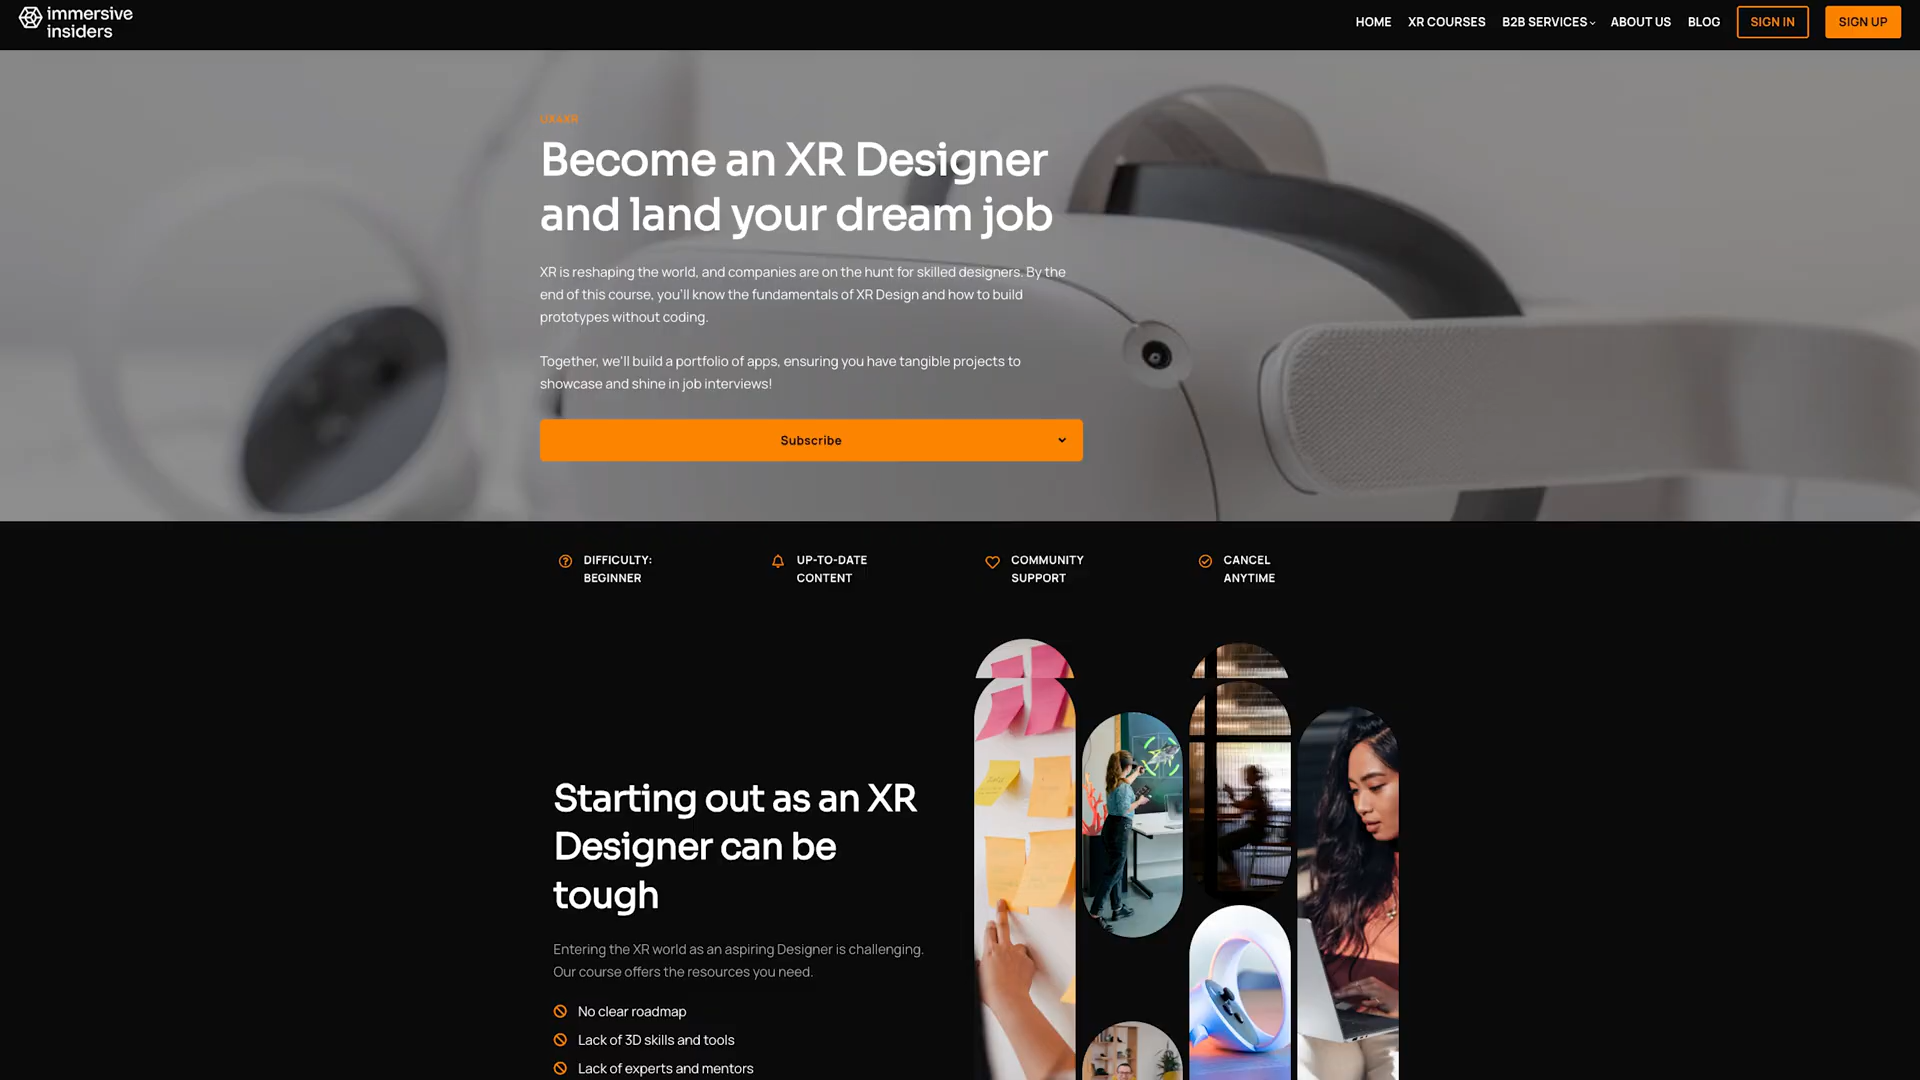 immersive
insiders
HOME XR COURSES B2B SERVICES ABOUT US BLOG SIGN IN SIGN UP
UX4XR
Become an XR Designer
and land your dream job
XR is reshaping the world, and companies are on the hunt for skilled designers. By the
end of this course, you'll know the fundamentals of XR Design and how to build
prototypes without coding.
Together, we'll build a portfolio of apps, ensuring you have tangible projects to
showcase and shine in job interviews!
Subscribe
DIFFICULTY:
BEGINNER
UP-TO-DATE
CONTENT
COMMUNITY
SUPPORT
CANCEL
ANYTIME
Starting out as an XR
Designer can be
tough
Entering the XR world as an aspiring Designer is challenging.
Our course offers the resources you need.
No clear roadmap
Lack of 3D skills and tools
Lack of experts and mentors